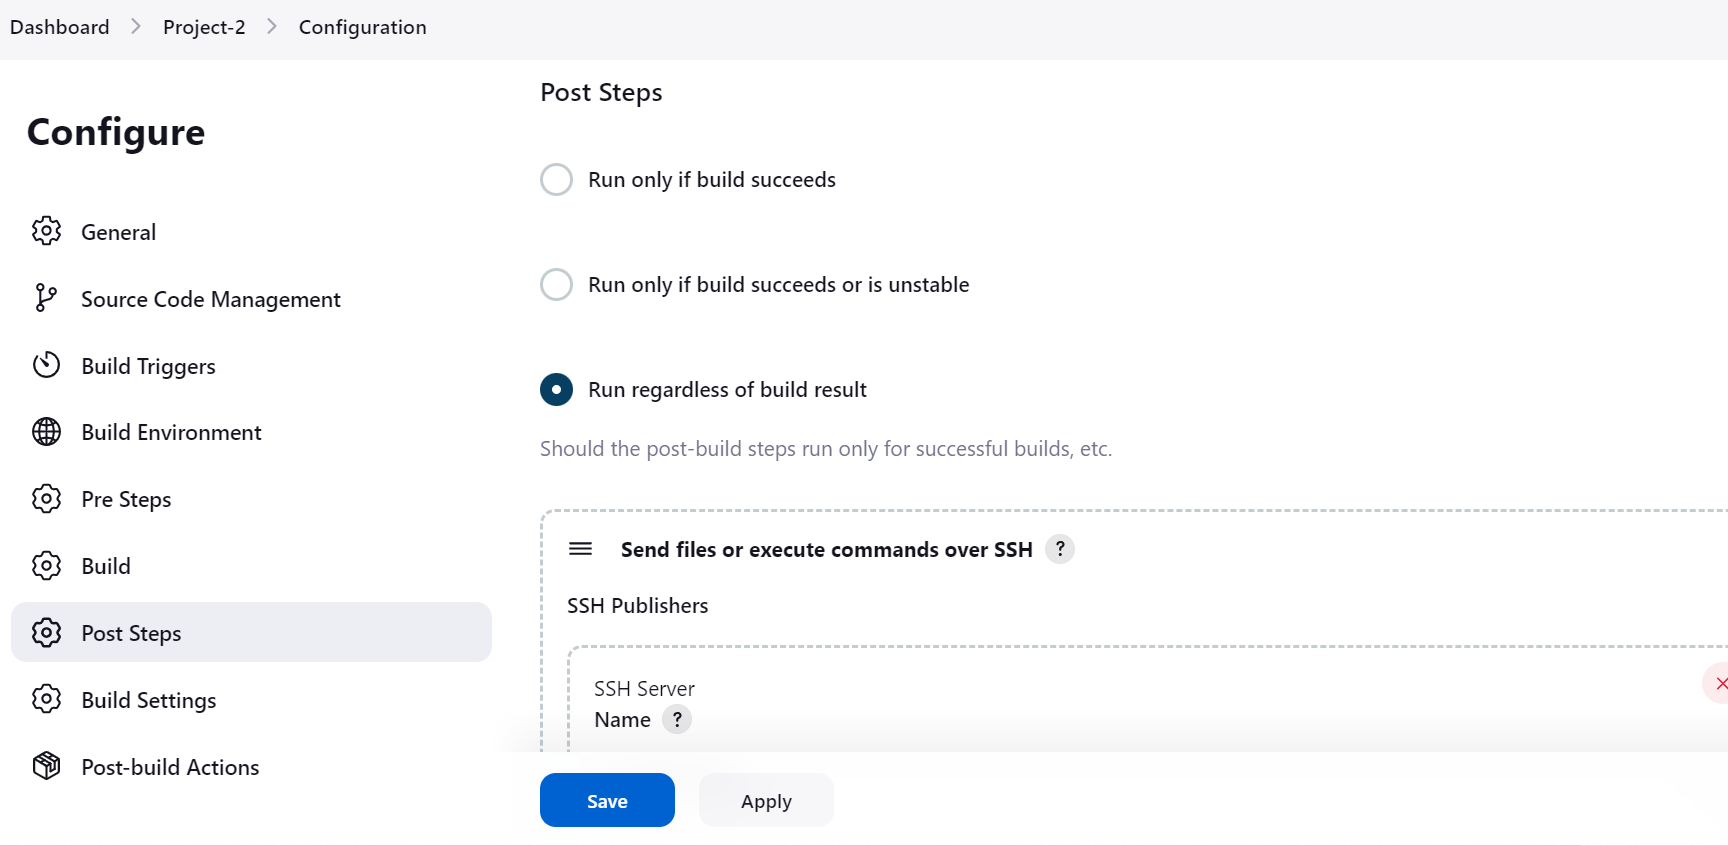 Dashboard > Project-2 > Configuration
Configure
General
Source Code Management
Build Triggers
Build Environment
Pre Steps
Build
Post Steps
Build Settings
Post-build Actions
Post Steps
Run only if build succeeds
Run only if build succeeds or is unstable
Run regardless of build result
Should the post-build steps run only for successful builds, etc.
Send files or execute commands over SSH ?
SSH Publishers
SSH Server
Name ?
Save
Apply